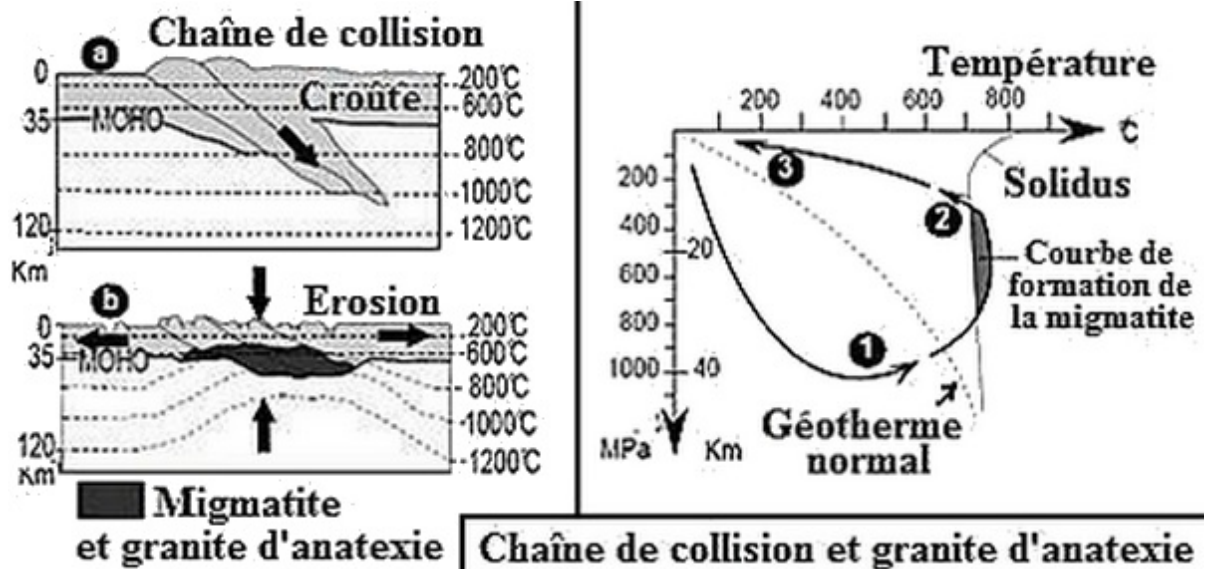 Chaîne de collision
a
0
200℃
Croûte
600℃
35
MOHO
800℃
1000℃
120
1200℃
Km
b
Erosion
0
200℃
35
600℃
MOHO
800℃
1000℃
120
1200℃
Km
Migmatite
et granite d'anatexie
Température
200 400 600 800
℃
3
200
Solidus
2
400
20
Courbe de
formation de
la migmatite
600
800
1
1000
40
Géotherme
normal
MPa
Km
Chaîne de collision et granite d'anatexie